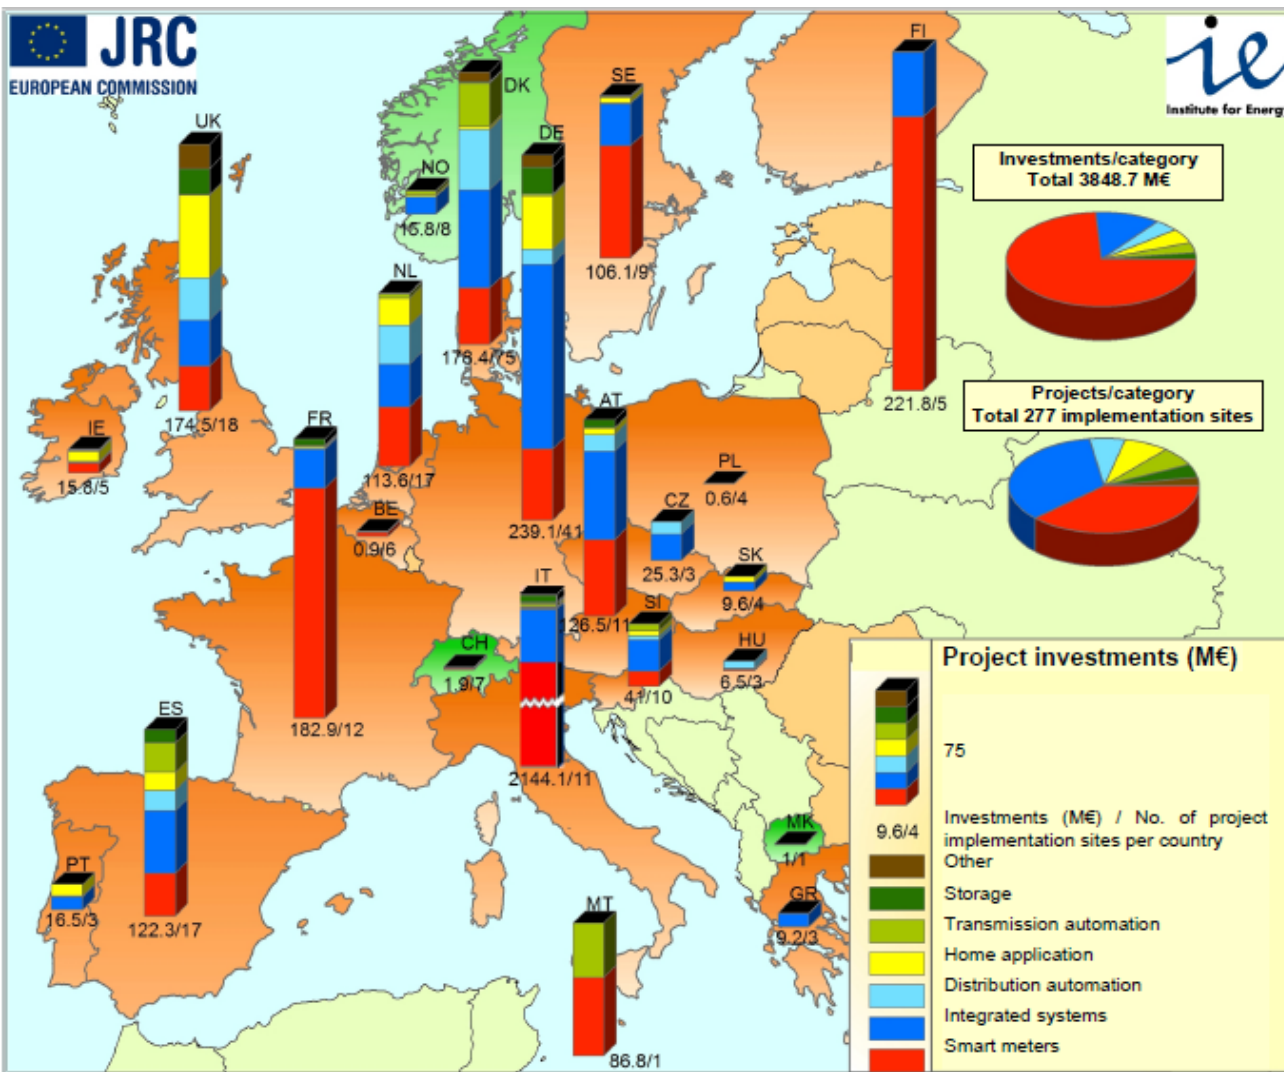 JRC
EUROPEAN COMMISSION
ie
Institute for Energy
FI
221.8/5
DK
176.4/75
SE
106.1/9
UK
174.5/18
NO
15.8/8
DE
239.1/41
Investments/category
Total 3848.7 M€
NL
113.6/17
Projects/category
Total 277 implementation sites
IE
15.8/5
FR
182.9/12
AT
126.5/11
PL
0.6/4
BE
0.9/6
CZ
25.3/3
SK
9.6/4
IT
2144.1/11
SI
41/10
HU
6.5/3
CH
1.9/7
ES
122.3/17
PT
16.5/3
MK
1/1
GR
9.2/3
MT
86.8/1
Project investments (M€)
75
9.6/4
Investments (M€) / No. of project
implementation sites per country
Other
Storage
Transmission automation
Home application
Distribution automation
Integrated systems
Smart meters